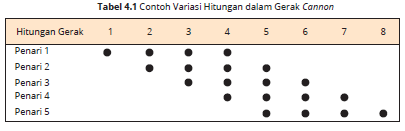 Tabel 4.1 Contoh Variasi Hitungan dalam Gerak Cannon
Hitungan Gerak 1 2 3 4 5 6 7 8
Penari 1 ● ● ● ●
Penari 2 ● ● ● ●
Penari 3 ● ● ● ●
Penari 4 ● ● ● ●
Penari 5 ● ● ● ●